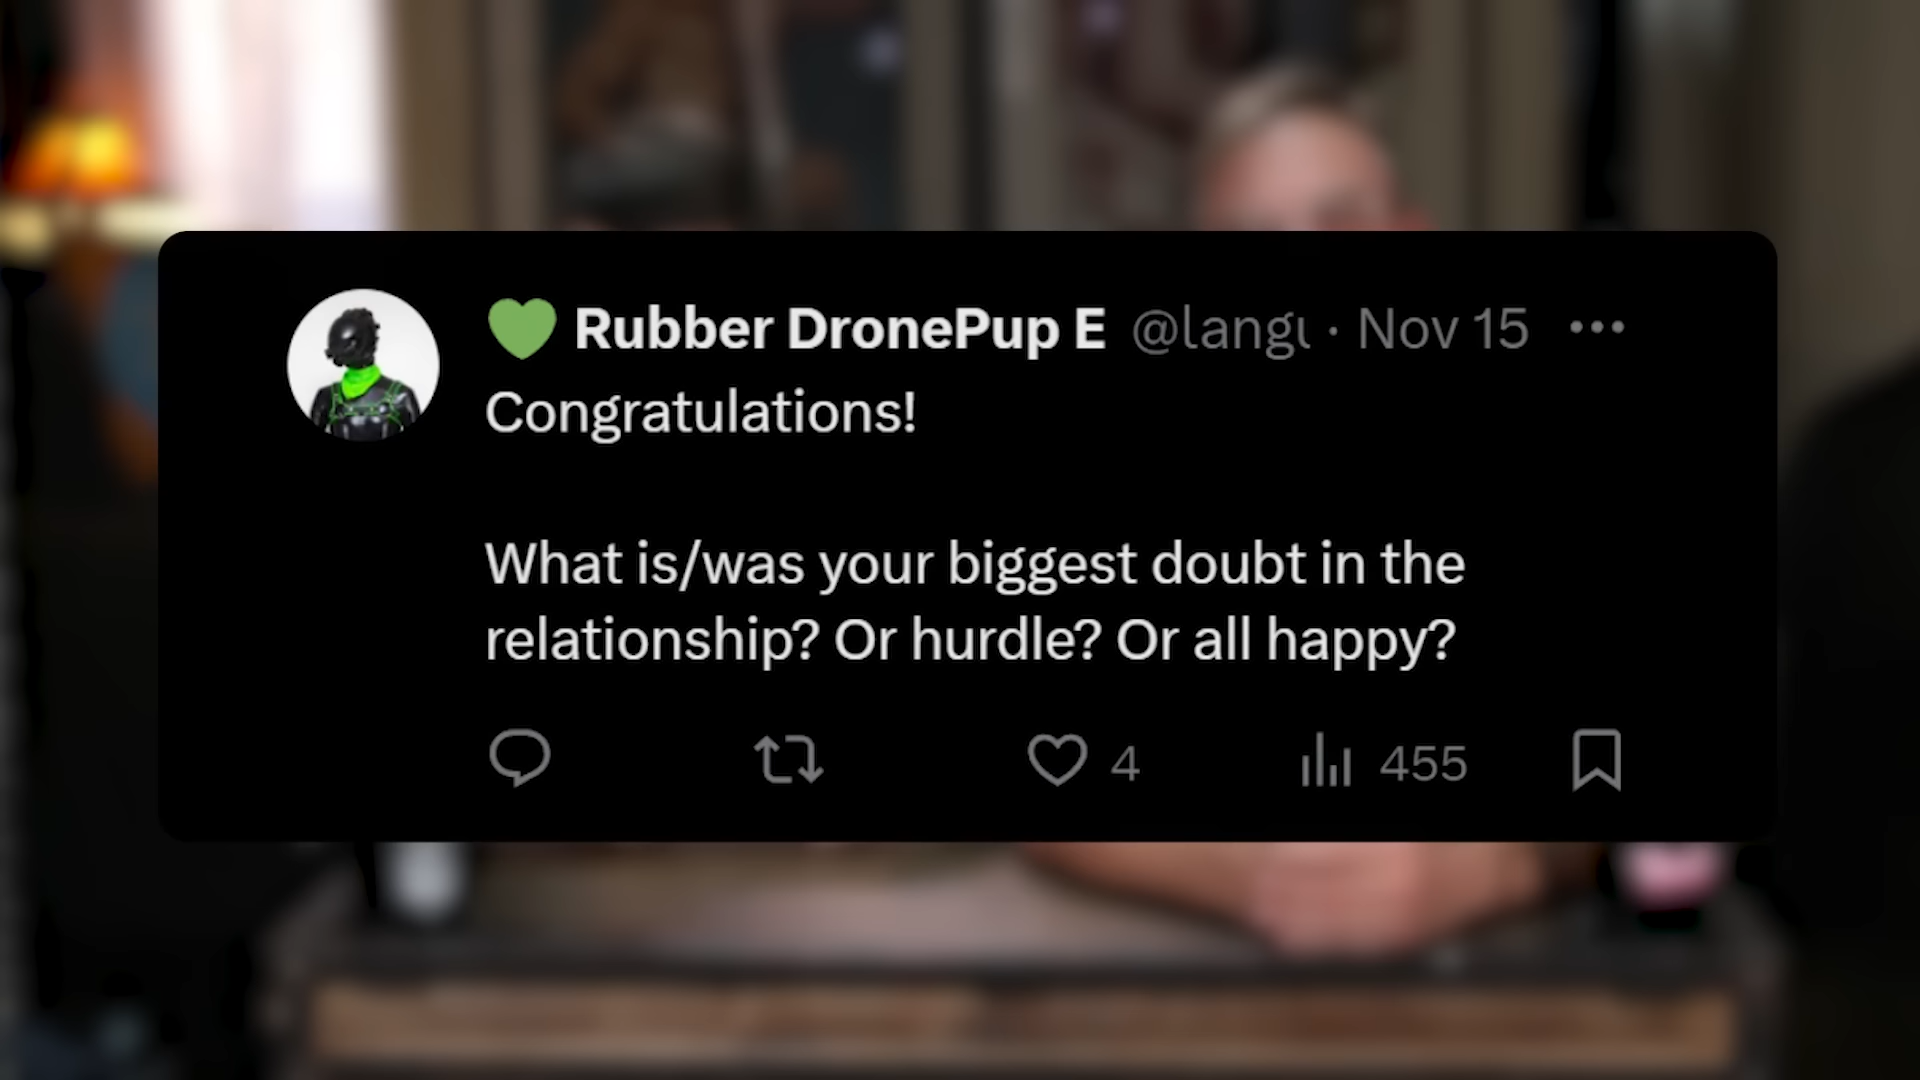 Rubber DronePup E @langu · Nov 15
Congratulations!
What is/was your biggest doubt in the
relationship? Or hurdle? Or all happy?
4 455